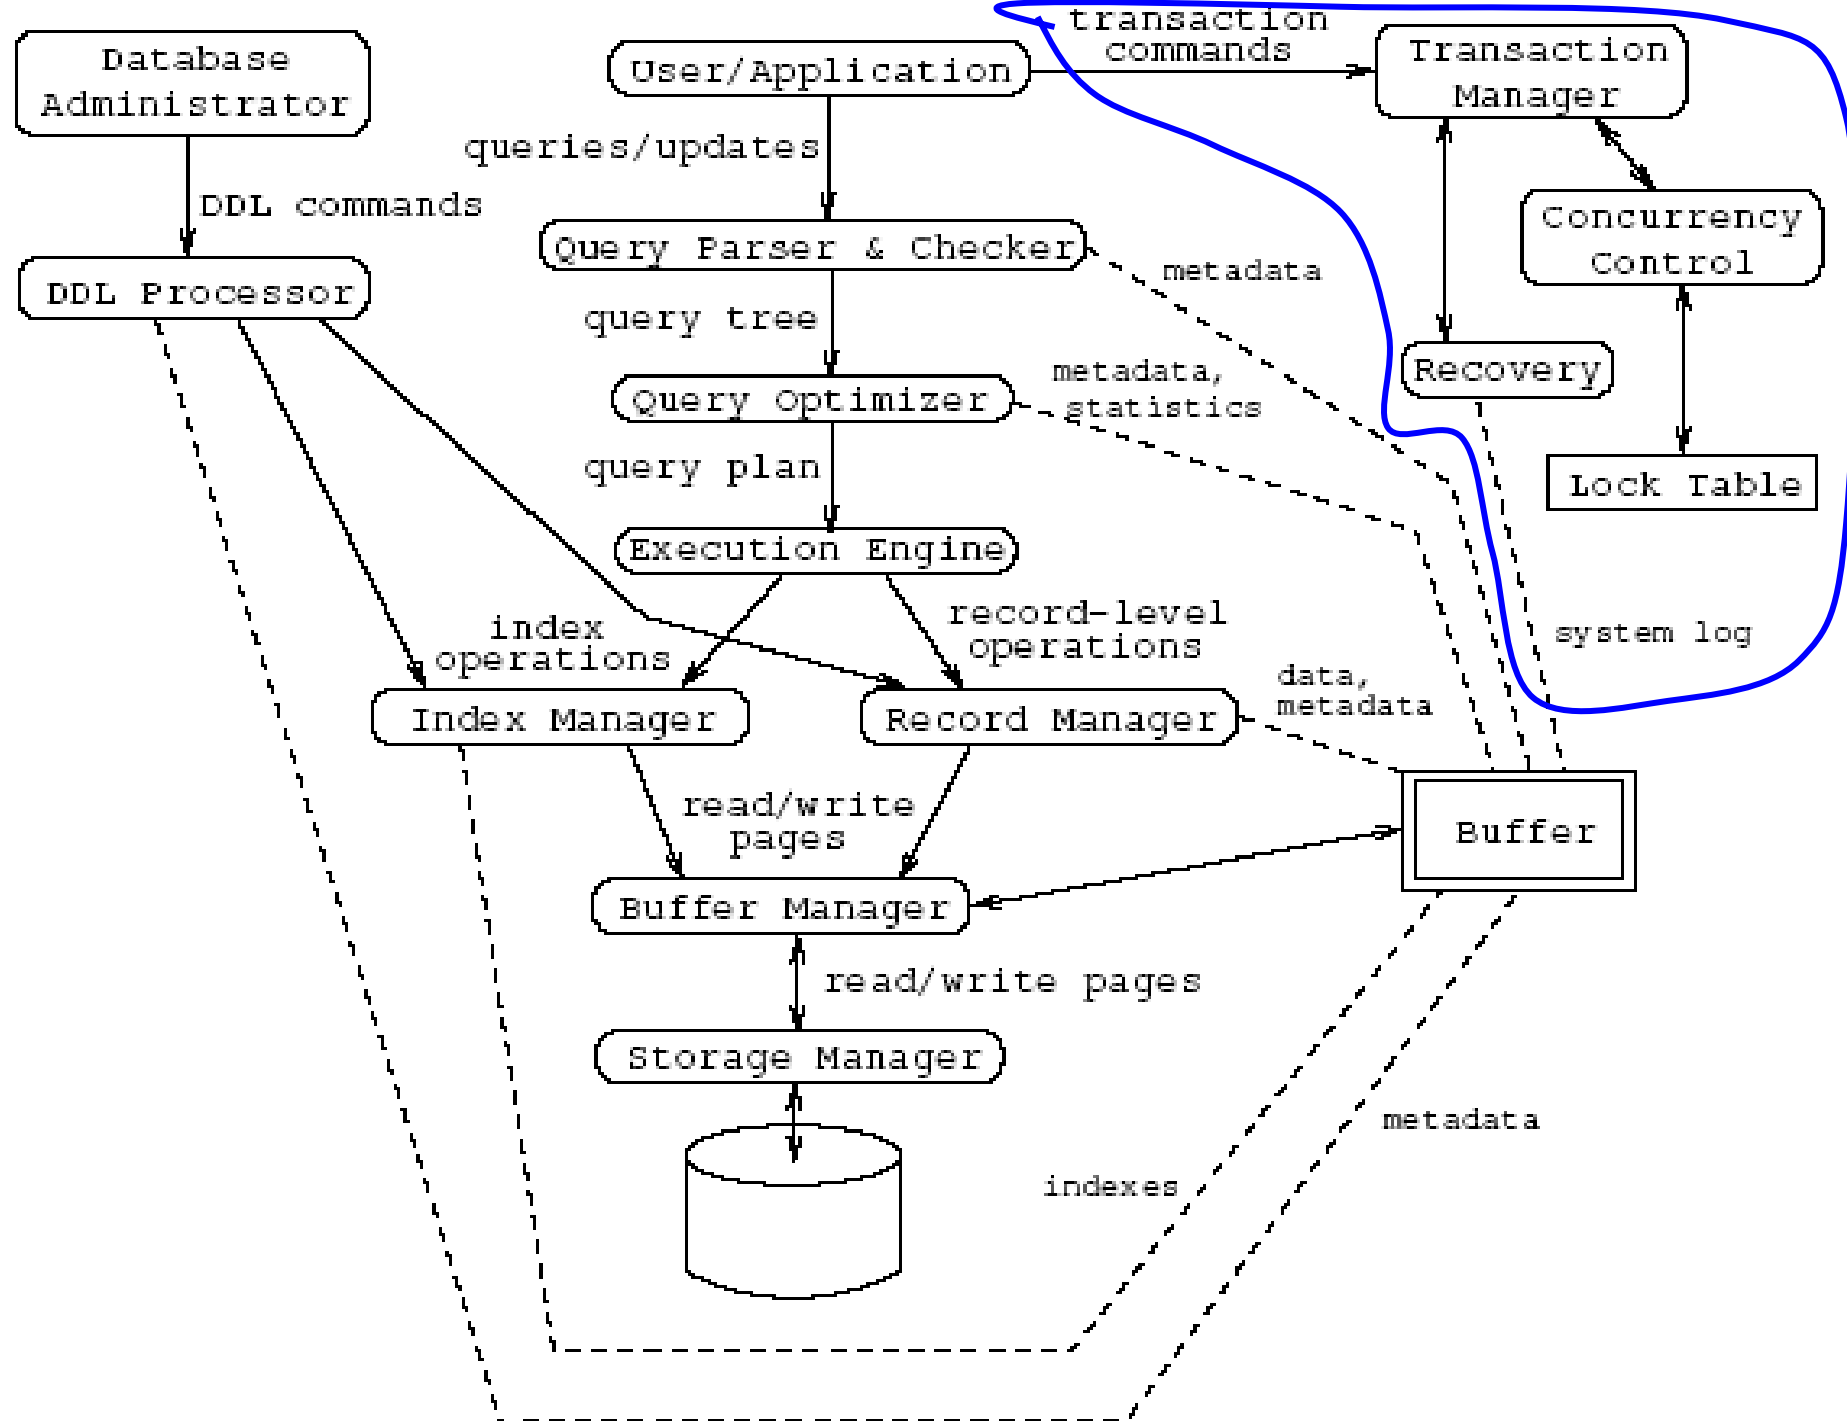 transaction
commands
Database
Administrator
User/Application
Transaction
Manager
queries/updates
DDL commands
Concurrency
Control
Query Parser & Checker
metadata
DDL Processor
query tree
Recovery
metadata,
statistics
Query Optimizer
query plan
Lock Table
Execution Engine
index
operations
record-level
operations
system log
data,
metadata
Index Manager
Record Manager
read/write
pages
Buffer
Buffer Manager
read/write pages
Storage Manager
metadata
indexes